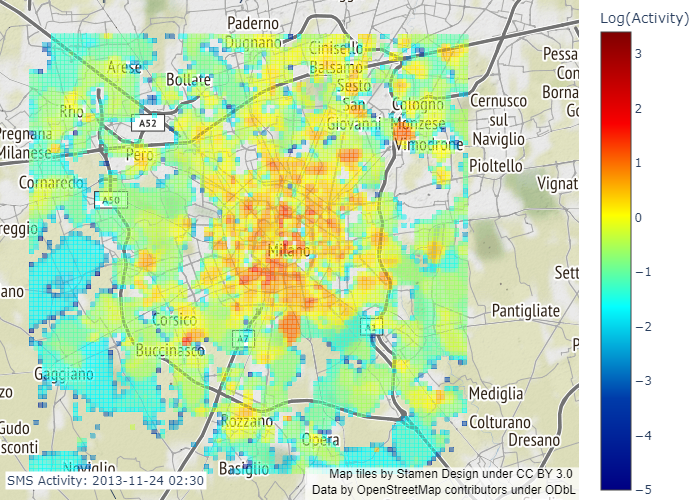 Log(Activity)
3
2
1
0
−1
−2
−3
−4
−5
Paderno
Dugnano
Cinisello
Balsamo
Arese
Bollate
Sesto
San
Giovanni
Cologno
Monzese
Pessa
Con
Borna
Go
Cernusco
sul
Naviglio
Rho
A52
Pregnana
Milanese
Pero
Vimodrone
Pioltello
Cornaredo
Vignat
A50
reggio
Milano
Sett
ano
Pantigliate
Corsico
A7
A1
Buccinasco
P
Gaggiano
zo
Mediglia
Rozzano
Colturano
Gudo
sconti
Opera
Dresano
Noviglio
Basiglio
SMS Activity: 2013-11-24 02:30
Map tiles by Stamen Design under CC BY 3.0
Data by OpenStreetMap contributors under ODbL